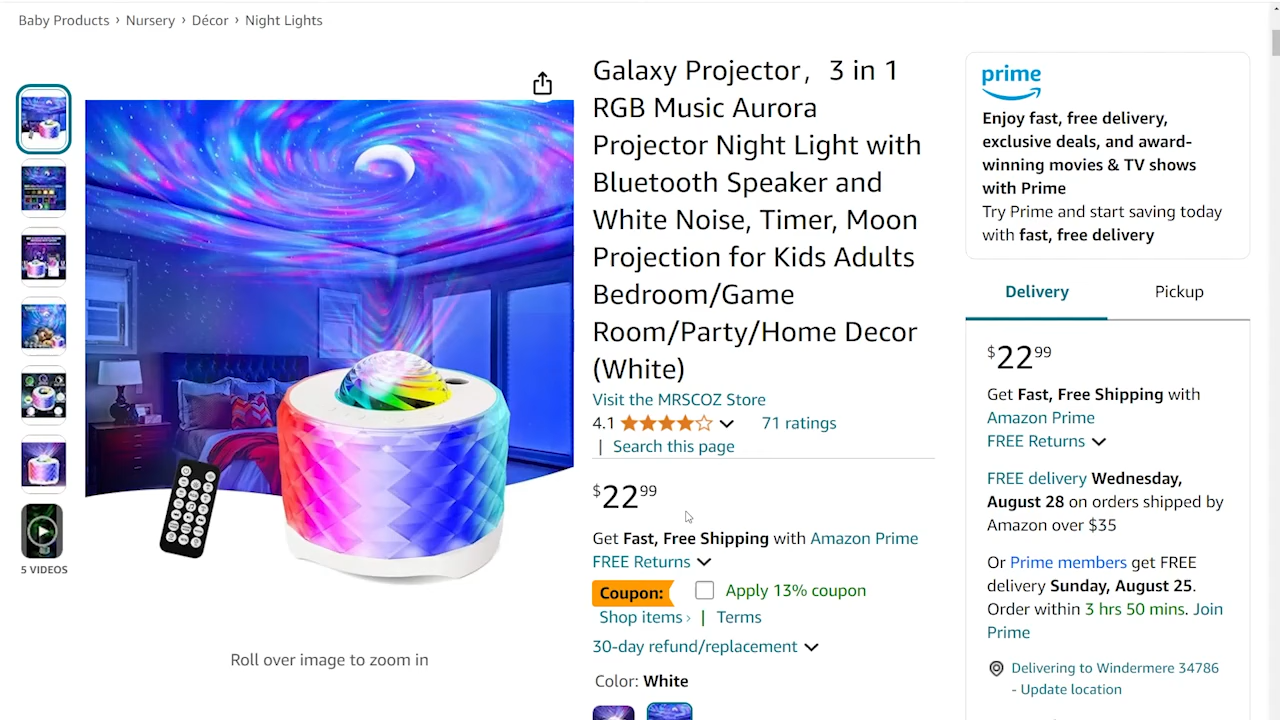 Baby Products › Nursery › Décor › Night Lights
5 VIDEOS
Roll over image to zoom in
Galaxy Projector，3 in 1
RGB Music Aurora
Projector Night Light with
Bluetooth Speaker and
White Noise, Timer, Moon
Projection for Kids Adults
Bedroom/Game
Room/Party/Home Decor
(White)
Visit the MRSCOZ Store
4.1 71 ratings
| Search this page
$22 99
Get Fast, Free Shipping with Amazon Prime
FREE Returns
Coupon: Apply 13% coupon
Shop items › | Terms
30-day refund/replacement
Color: White
prime
Enjoy fast, free delivery,
exclusive deals, and award-
winning movies & TV shows
with Prime
Try Prime and start saving today
with fast, free delivery
Delivery Pickup
$22 99
Get Fast, Free Shipping with
Amazon Prime
FREE Returns
FREE delivery Wednesday,
August 28 on orders shipped by
Amazon over $35
Or Prime members get FREE
delivery Sunday, August 25.
Order within 3 hrs 50 mins. Join
Prime
Delivering to Windermere 34786
- Update location